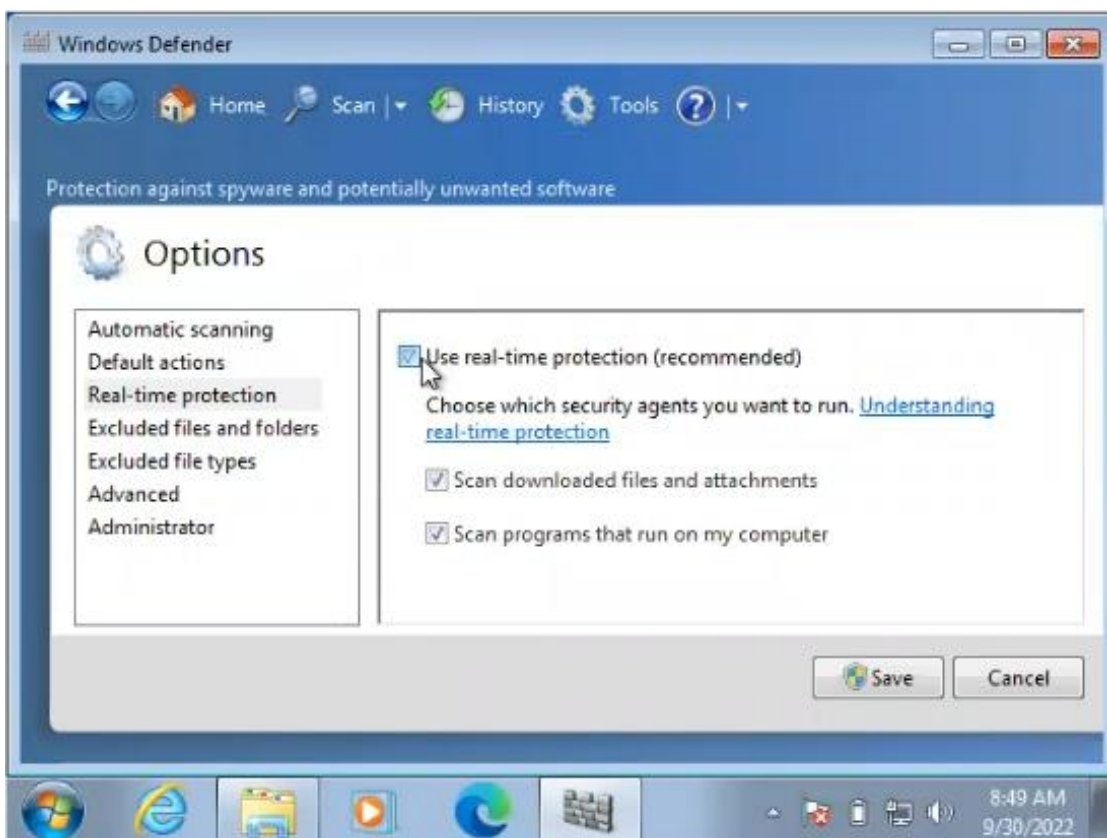 Windows Defender
Home Scan History Tools
Protection against spyware and potentially unwanted software
Options
Automatic scanning
Default actions
Real-time protection
Excluded files and folders
Excluded file types
Advanced
Administrator
Use real-time protection (recommended)
Choose which security agents you want to run. Understanding
real-time protection
Scan downloaded files and attachments
Scan programs that run on my computer
Save Cancel
8:49 AM
9/30/2022